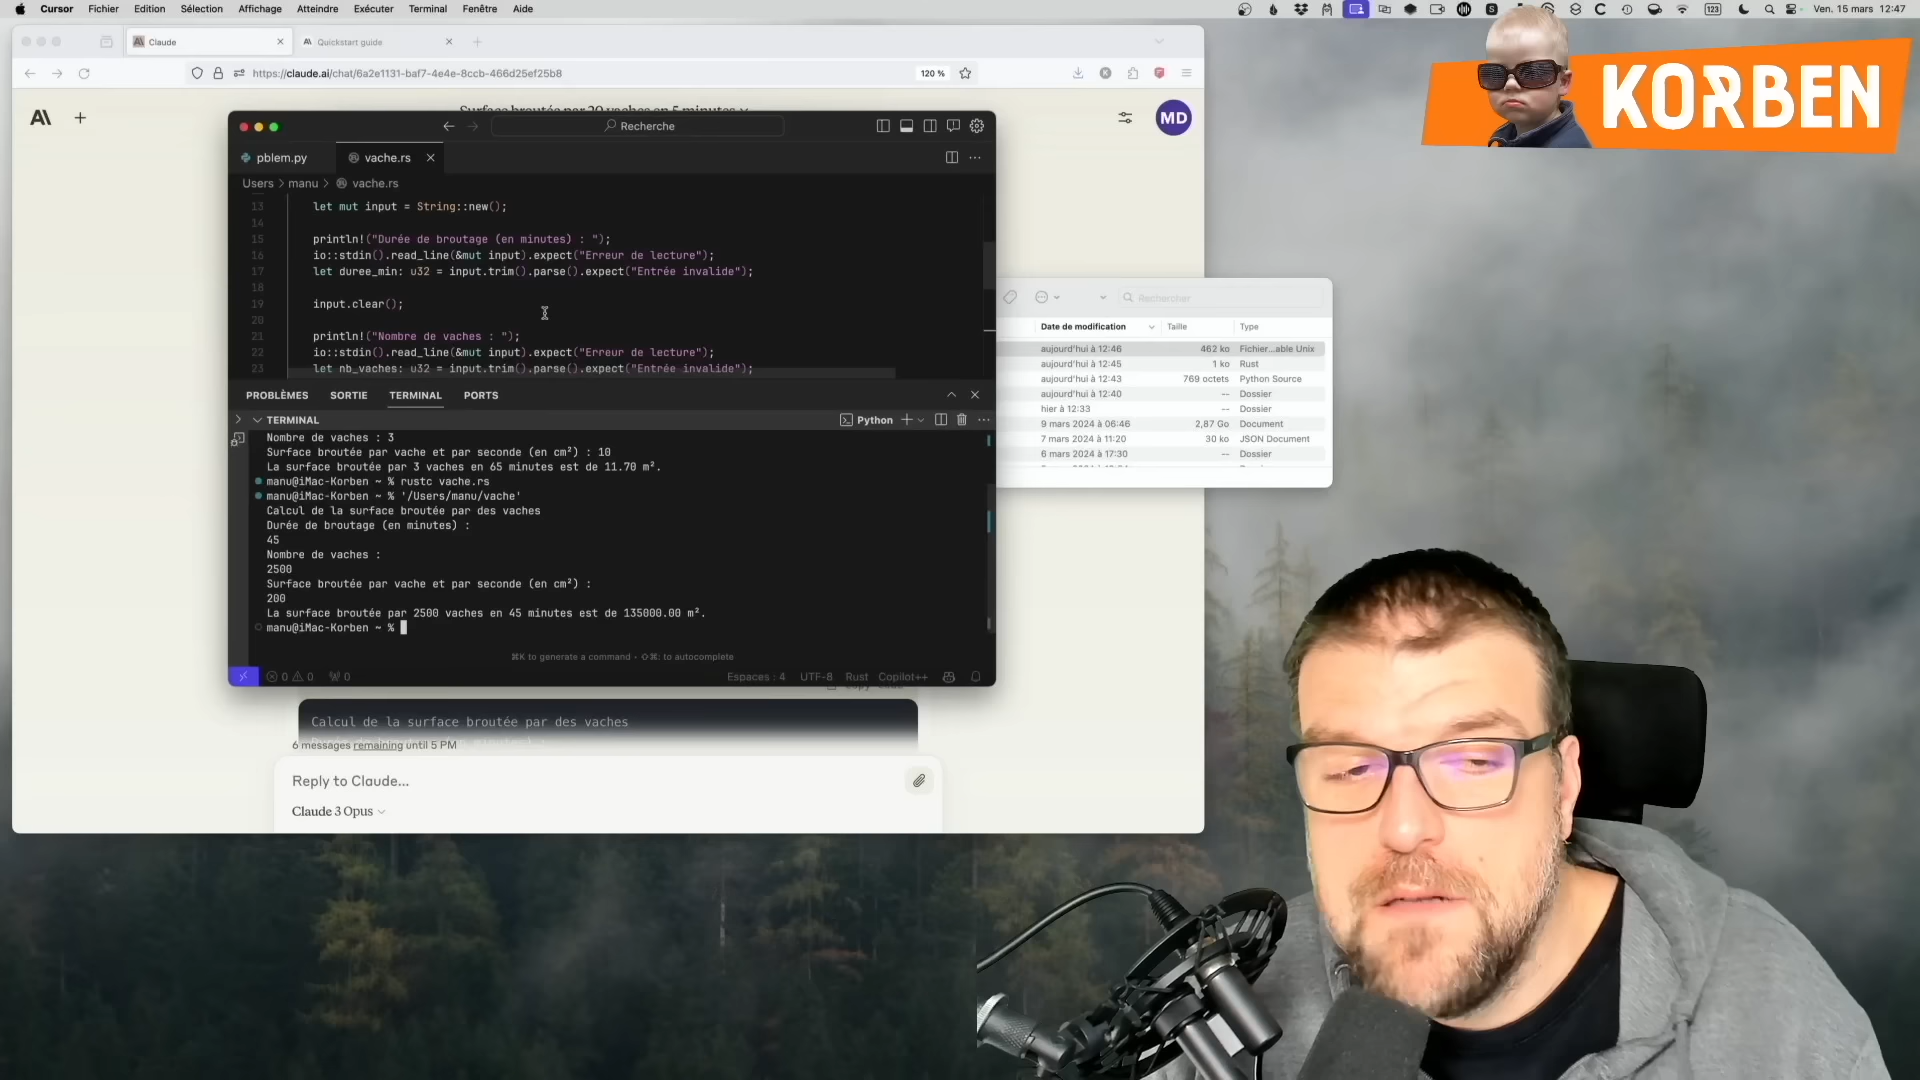 Cursor Fichier Edition Sélection Affichage Atteindre Exécuter Terminal Fenêtre Aide
123 Ven. 15 mars 12:47
KORBEN
Claude
Quickstart guide
https://claude.ai/chat/6a2e1131-baf7-4e4e-8ccb-466d25ef25b8
120 %
Surface broutée par 20 vaches en 5 minutes
MD
Recherche
pblem.py
vache.rs
Users > manu > vache.rs
13 let mut input = String::new();
14
15 println!("Durée de broutage (en minutes) : ");
16 io::stdin().read_line(&mut input).expect("Erreur de lecture");
17 let duree_min: u32 = input.trim().parse().expect("Entrée invalide");
18
19 input.clear();
20
21 println!("Nombre de vaches : ");
22 io::stdin().read_line(&mut input).expect("Erreur de lecture");
23 let nb_vaches: u32 = input.trim().parse().expect("Entrée invalide");
PROBLÈMES SORTIE TERMINAL PORTS
TERMINAL
Python
Nombre de vaches : 3
Surface broutée par vache et par seconde (en cm²) : 10
La surface broutée par 3 vaches en 65 minutes est de 11.70 m².
manu@iMac-Korben ~ % rustc vache.rs
manu@iMac-Korben ~ % '/Users/manu/vache'
Calcul de la surface broutée par des vaches
Durée de broutage (en minutes) :
45
Nombre de vaches :
2500
Surface broutée par vache et par seconde (en cm²) :
200
La surface broutée par 2500 vaches en 45 minutes est de 135000.00 m².
manu@iMac-Korben ~ %
⌘K to generate a command - ⇧⌘: to autocomplete
0 0 0 Espaces : 4 UTF-8 Rust Copilot++
Rechercher
Date de modification Taille Type
aujourd'hui à 12:46 462 ko Fichier...able Unix
aujourd'hui à 12:45 1 ko Rust
aujourd'hui à 12:43 769 octets Python Source
aujourd'hui à 12:40 -- Dossier
hier à 12:33 -- Dossier
9 mars 2024 à 06:46 2,87 Go Document
7 mars 2024 à 11:20 30 ko JSON Document
6 mars 2024 à 17:30 -- Dossier
Calcul de la surface broutée par des vaches
6 messages remaining until 5 PM
Reply to Claude...
Claude 3 Opus